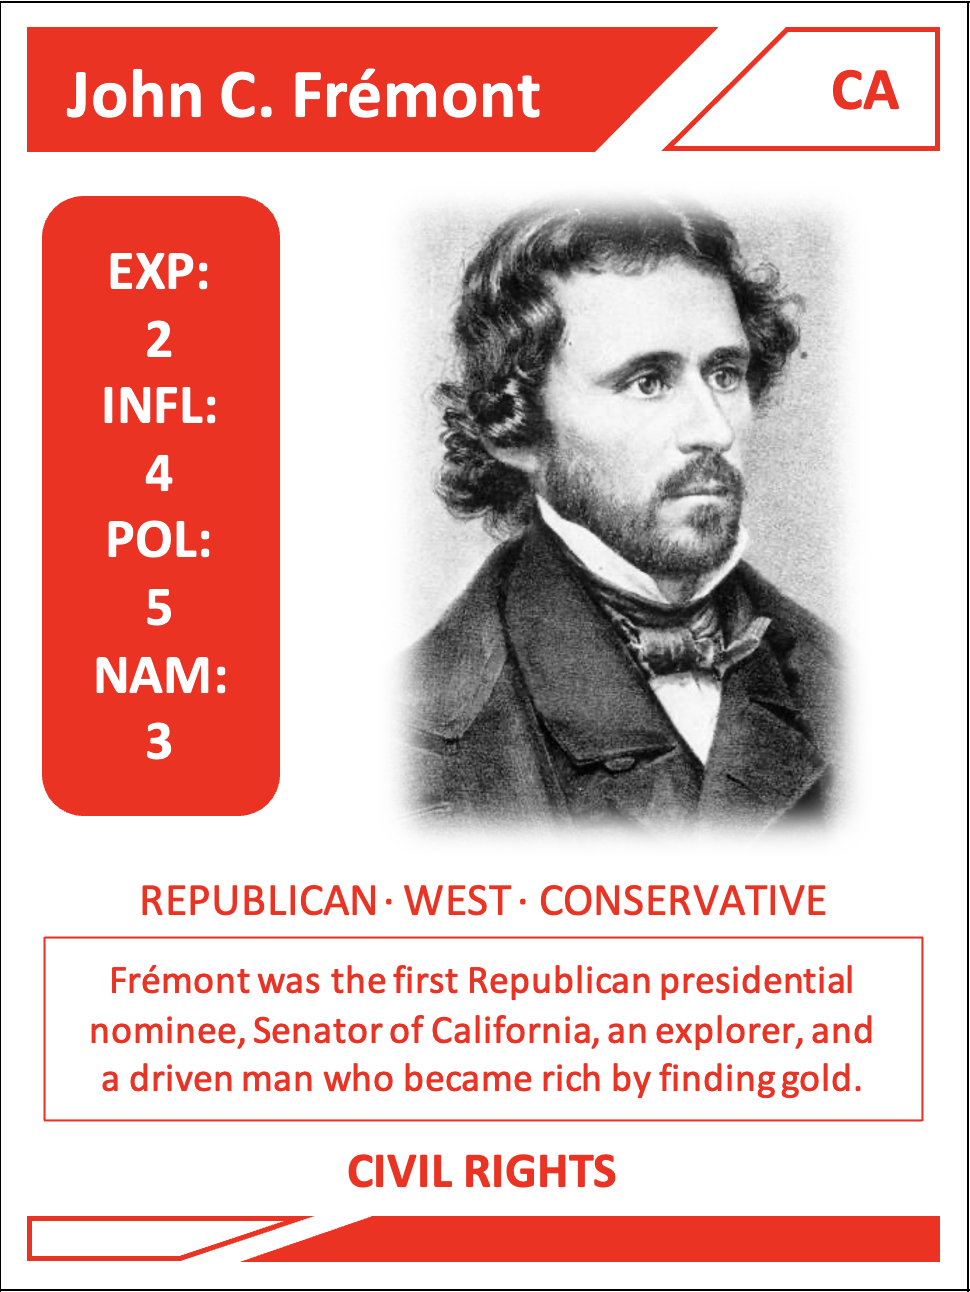 John C. Frémont
CA
EXP:
2
INFL:
4
POL:
5
NAM:
3
REPUBLICAN · WEST · CONSERVATIVE
Frémont was the first Republican presidential
nominee, Senator of California, an explorer, and
a driven man who became rich by finding gold.
CIVIL RIGHTS